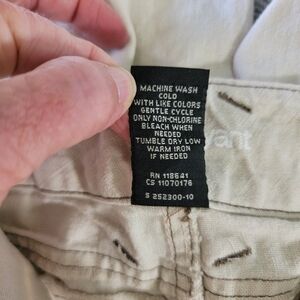 MACHINE WASH
COLD
WITH LIKE COLORS
GENTLE CYCLE
ONLY NON-CHLORINE
BLEACH WHEN
NEEDED
TUMBLE DRY LOW
WARM IRON
IF NEEDED
RN 118641
CS 11070176
S 252300-10